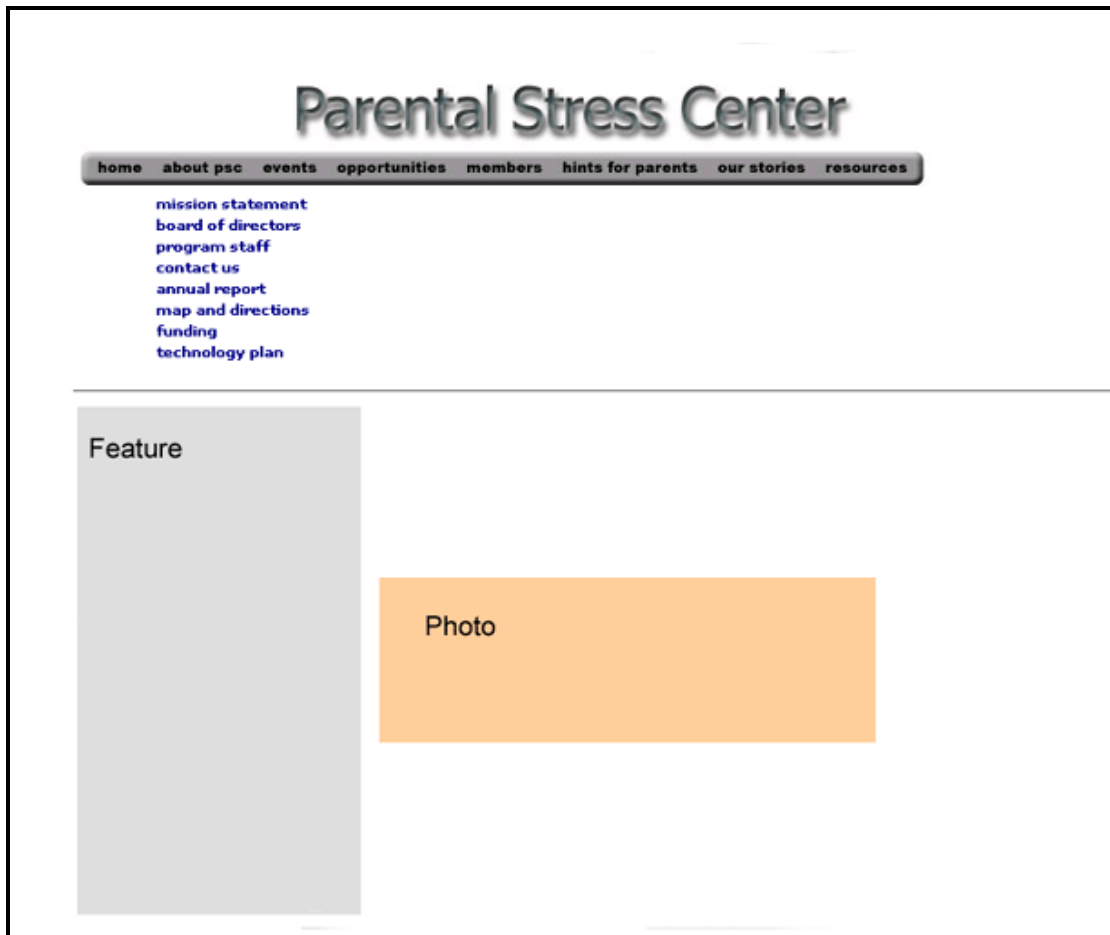 Parental Stress Center
home about psc events opportunities members hints for parents our stories resources
mission statement
board of directors
program staff
contact us
annual report
map and directions
funding
technology plan
Feature
Photo